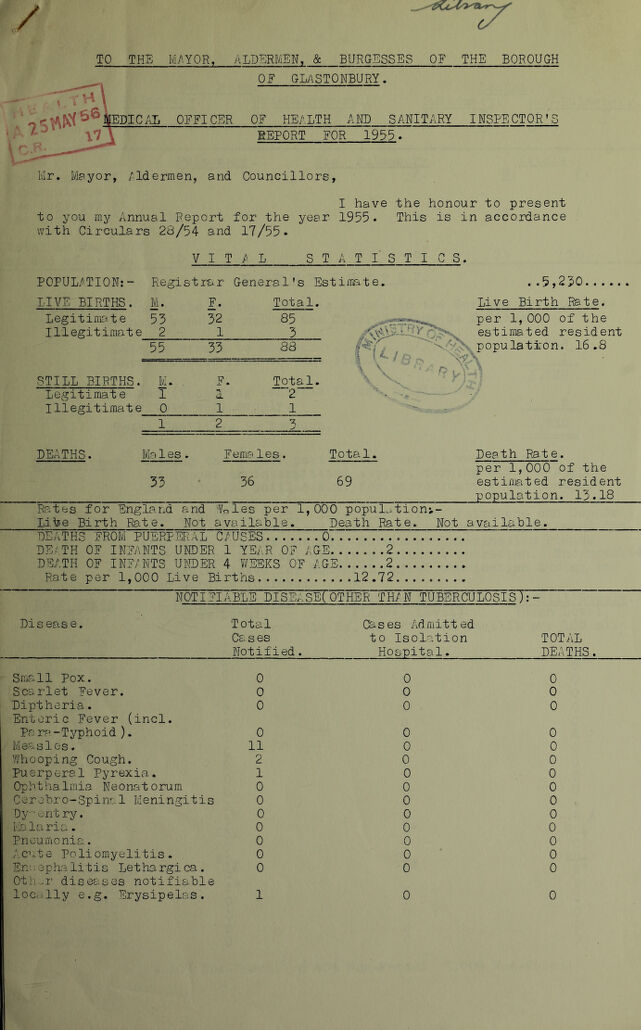 Library
TO THE MAYOR, ALDERMEN, & BURGESSES OF THE BOROUGH
OF GLASTONBURY.
HEALTH
25 MAY 56
C.R. 17
MEDICAL OFFICER OF HEALTH AND SANITARY INSPECTOR'S
REPORT FOR 1955.
Mr. Mayor, Aldermen, and Councillors,
I have the honour to present
to you my Annual Report for the year 1955. This is in accordance
with Circulars 28/54 and 17/55.
VITAL STATISTICS.
POPULATION:- Registrar General's Estimate. ..5,230......
LIVE BIRTHS. M. F. Total. Live Birth Rate.
Legitimate 53 32 85 per 1,000 of the
Illegitimate 2 1 3 estimated resident
55 33 88 population. 16.8
MINISTRY OF HEALTH
LIBRARY
STILL BIRTHS. M. F. Total.
Legitimate 1 1 2
Illegitimate 0 1 1
1 2 3
DEATHS. Males. Females. Total. Death Rate.
per 1,000 of the
33 36 69 estimated resident
population. 13.18
Rates for England and Wales per 1,000 population:-
Live Birth Rate. Not available. Death Rate. Not available.
DEATHS FROM PUERPERAL CAUSES.......0.................
DEATH OF INFANTS UNDER 1 YEAR OF AGE.......2.........
DEATH OF INFANTS UNDER 4 WEEKS OF AGE......2.........
Rate per 1,000 Live Births............12.72.........
NOTIFIABLE DISEASE(OTHER THAN TUBERCULOSIS):-
Disease. Total Cases Admitted
Cases to Isolation TOTAL
Notified. Hospital. DEATHS.
Small Pox. 0 0 0
Scarlet Fever. 0 0 0
Diptheria. 0 0 0
Enteric Fever (incl.
Para-Typhoid). 0 0 0
Measles. 11 0 0
Whooping Cough. 2 0 0
Puerperal Pyrexia. 1 0 0
Ophthalmia Neonatorum 0 0 0
Cerebro-Spinal Meningitis 0 0 0
Dysentry. 0 0 0
Malaria. 0 0 0
Pneumonia. 0 0 0
Acute Poliomyelitis. 0 0 0
Encephalitis Lethargica. 0 0 0
Other diseases notifiable
locally e.g. Erysipelas. 1 0 0